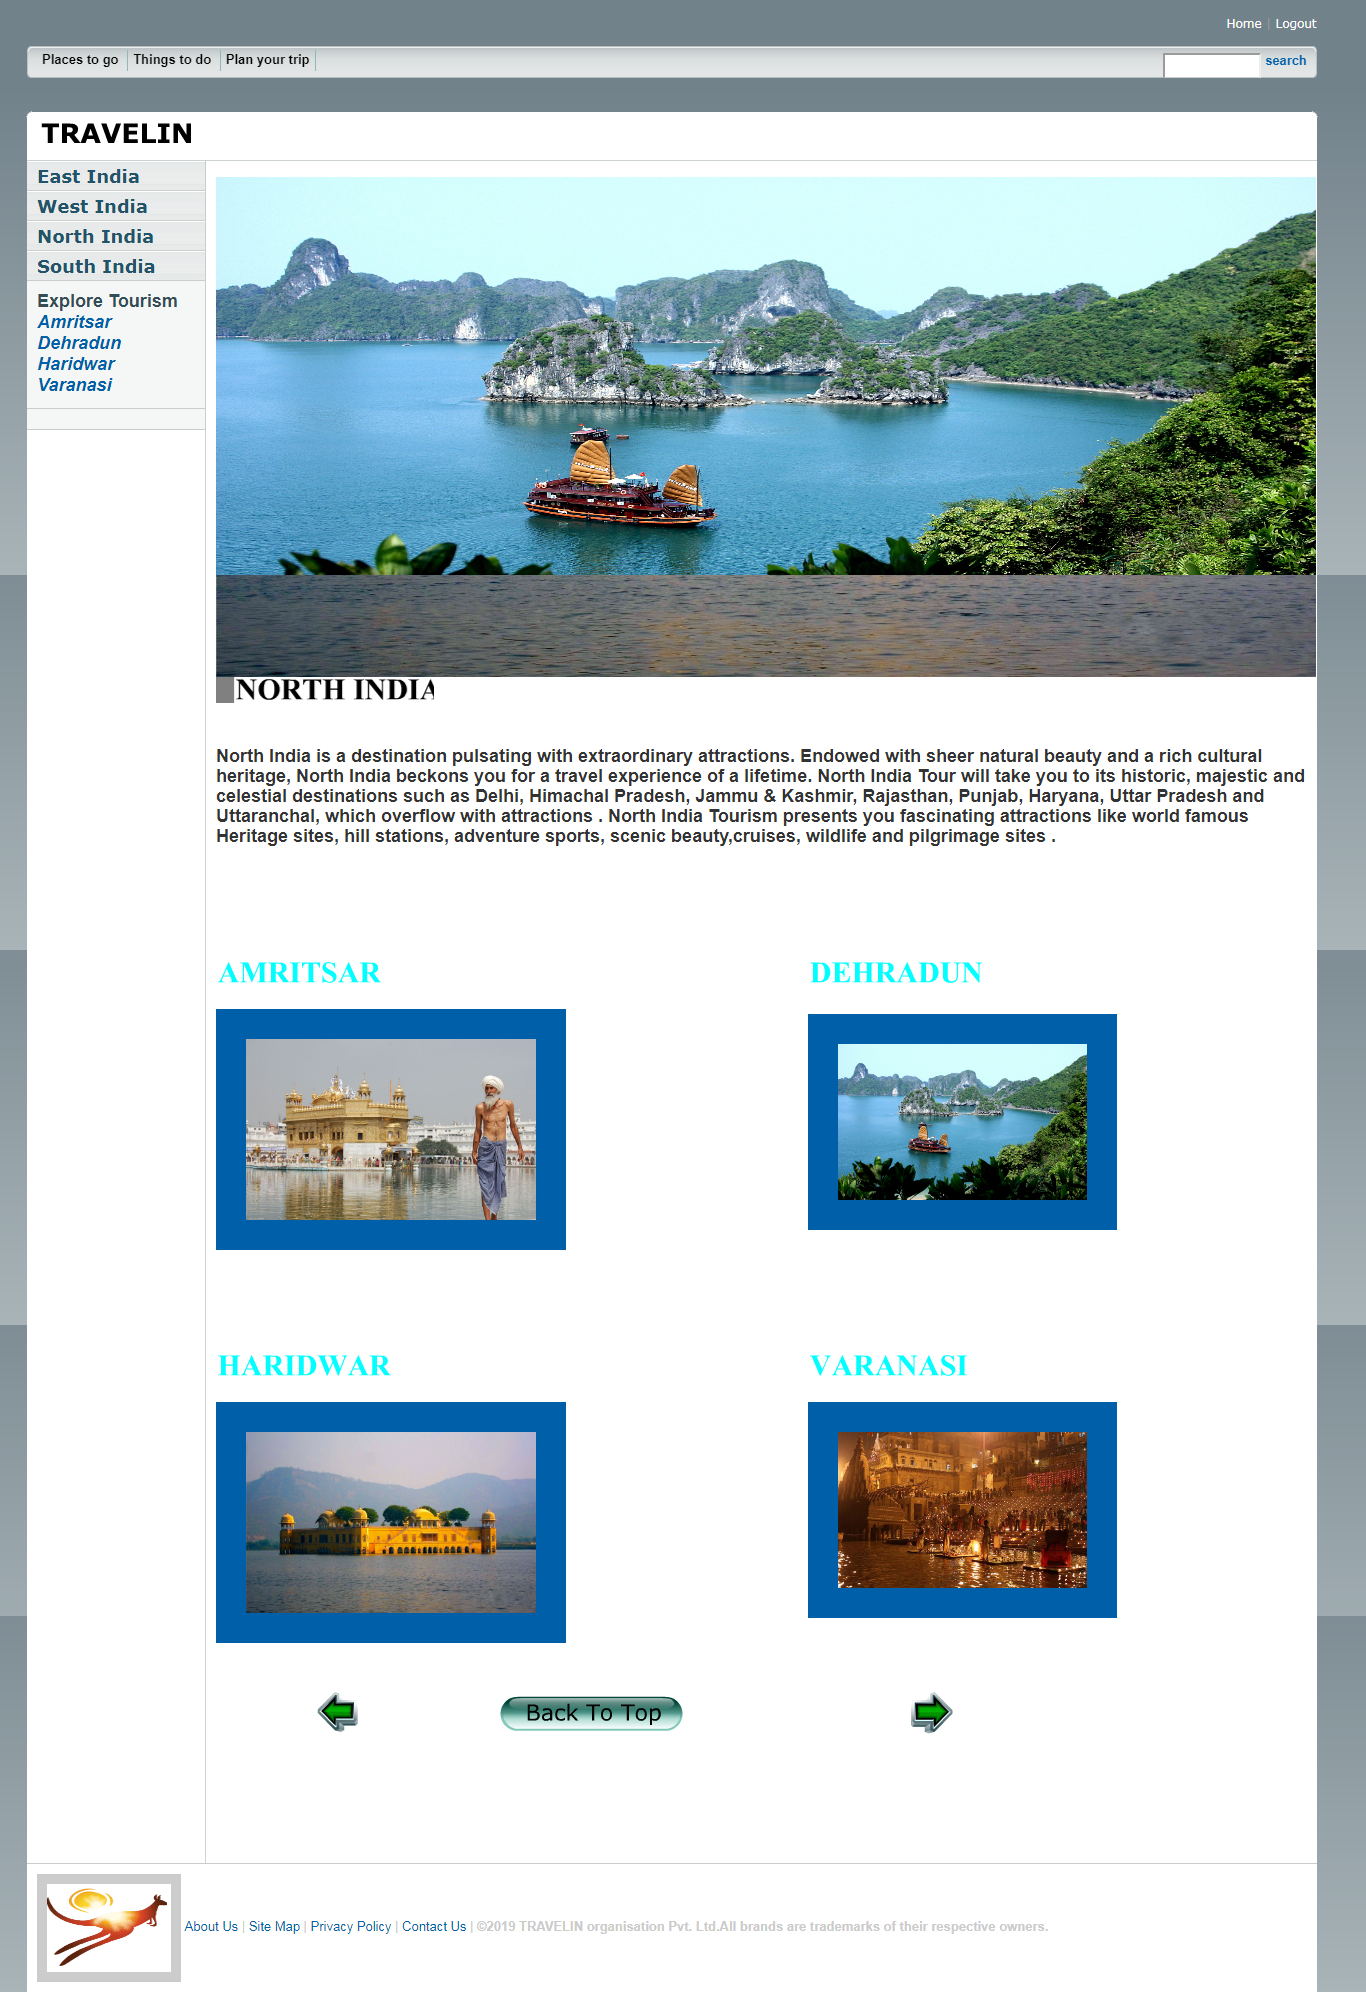 Home | Logout
Places to go | Things to do | Plan your trip |
search
TRAVELIN
East India
West India
North India
South India
Explore Tourism
Amritsar
Dehradun
Haridwar
Varanasi
NORTH INDIA
North India is a destination pulsating with extraordinary attractions. Endowed with sheer natural beauty and a rich cultural
heritage, North India beckons you for a travel experience of a lifetime. North India Tour will take you to its historic, majestic and
celestial destinations such as Delhi, Himachal Pradesh, Jammu & Kashmir, Rajasthan, Punjab, Haryana, Uttar Pradesh and
Uttaranchal, which overflow with attractions . North India Tourism presents you fascinating attractions like world famous
Heritage sites, hill stations, adventure sports, scenic beauty,cruises, wildlife and pilgrimage sites .
AMRITSAR
DEHRADUN
HARIDWAR
VARANASI
Back To Top
About Us | Site Map | Privacy Policy | Contact Us | ©2019 TRAVELIN organisation Pvt. Ltd.All brands are trademarks of their respective owners.